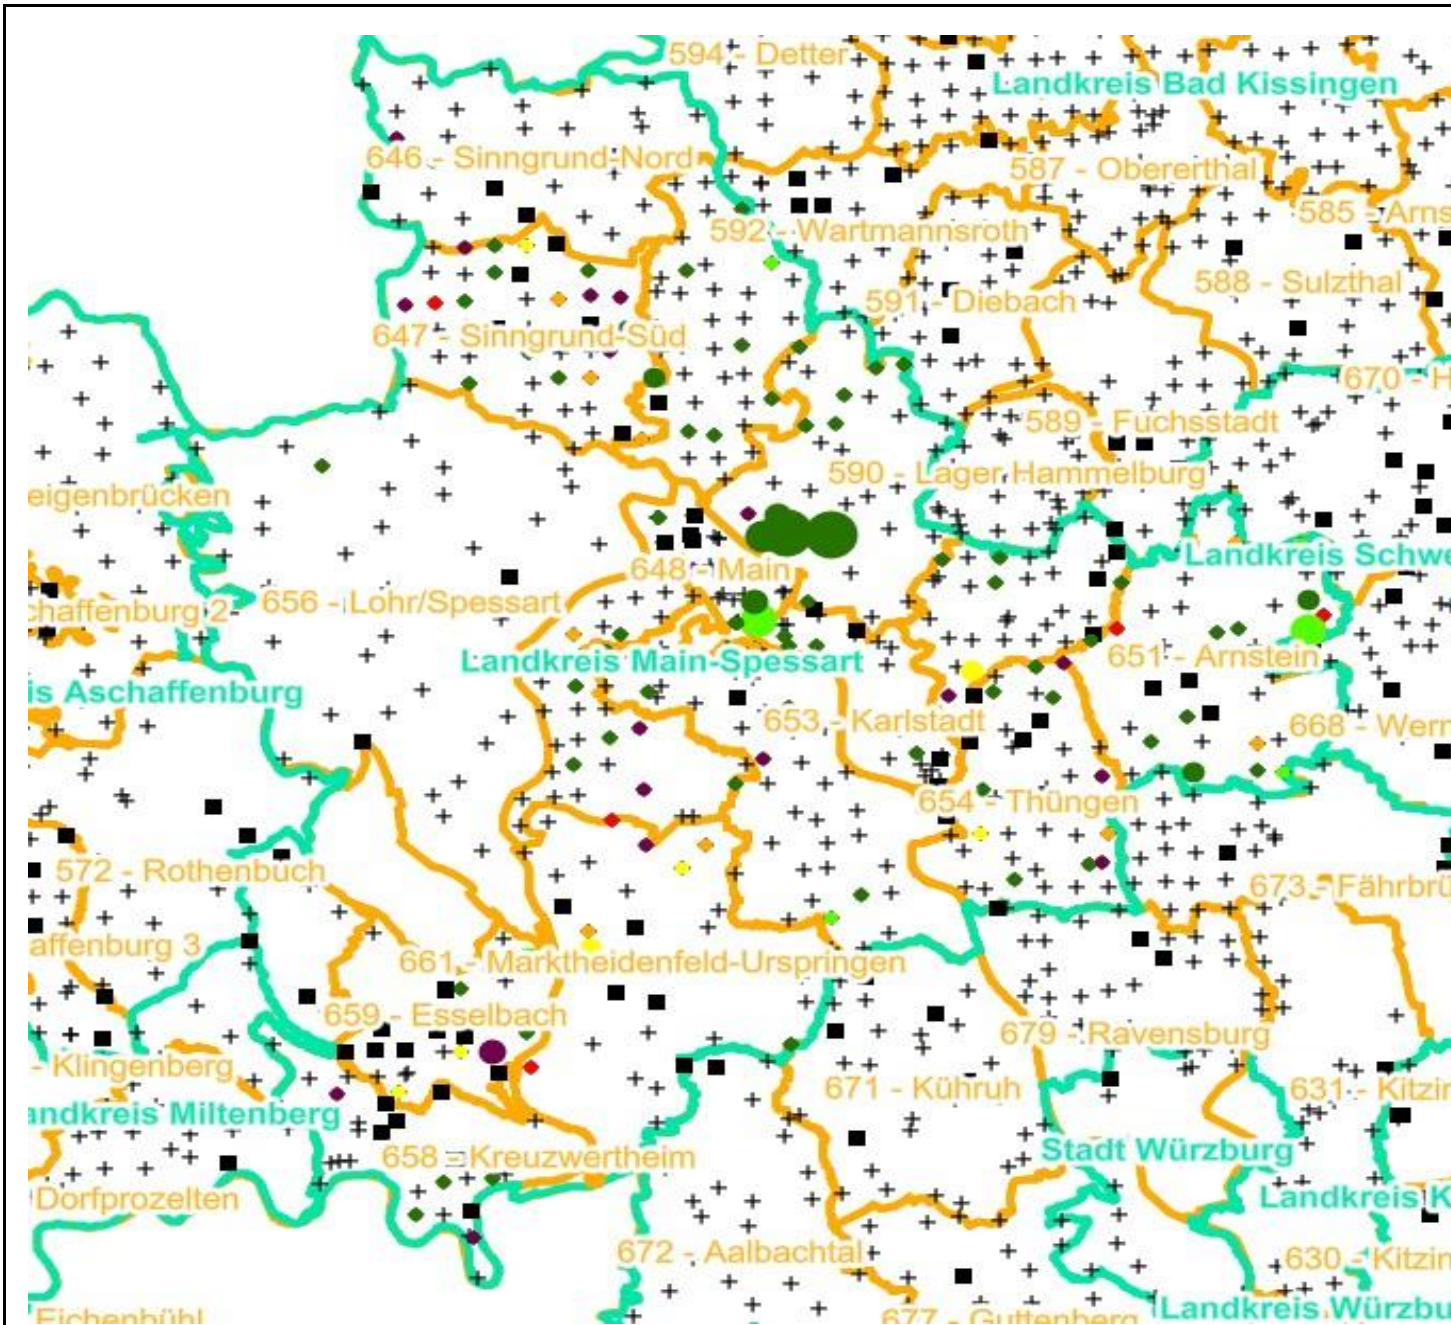 594 - Detter
Landkreis Bad Kissingen
646 - Sinngrund-Nord
587 - Obererthal
585 - Arns
592 - Wartmannsroth
588 - Sulzthal
591 - Diebach
647 - Sinngrund-Süd
670 - H
589 - Fuchsstadt
590 - Lager Hammelburg
eigenbrücken
Landkreis Schwe
648 - Main
656 - Lohr/Spessart
chaffenburg 2
651 - Arnstein
Landkreis Main-Spessart
is Aschaffenburg
653 - Karlstadt
668 - Wern
654 - Thüngen
572 - Rothenbuch
673 - Fährbrü
affenburg 3
661 - Marktheidenfeld-Urspringen
659 - Esselbach
679 - Ravensburg
- Klingenberg
671 - Kühruh
631 - Kitzin
andkreis Miltenberg
Stadt Würzburg
658 - Kreuzwertheim
Dorfprozelten
Landkreis K
672 - Aalbachtal
630 - Kitzin
Eichenbühl
677 - Guttenberg
Landkreis Würzbu